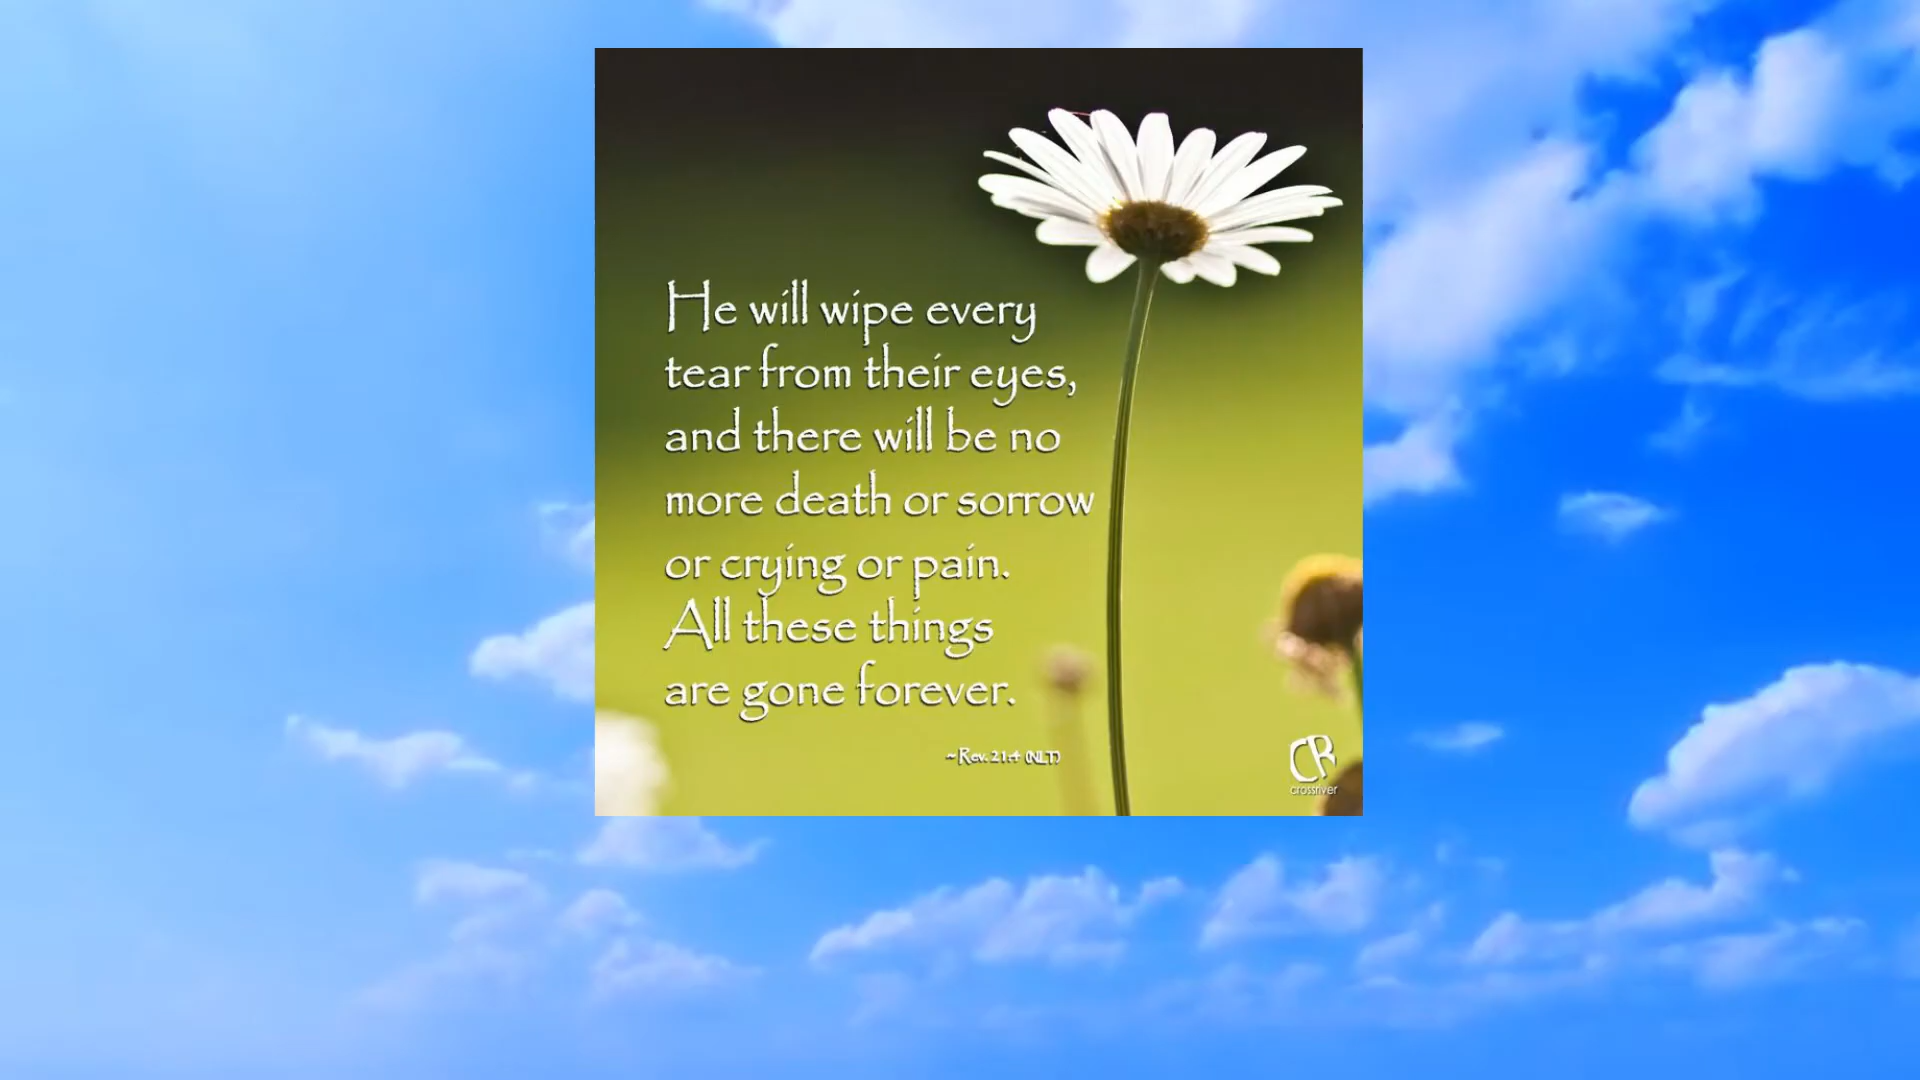 He will wipe every
tear from their eyes,
and there will be no
more death or sorrow
or crying or pain.
All these things
are gone forever.
~Rev. 21:4 (NLT)
CR
crossriver